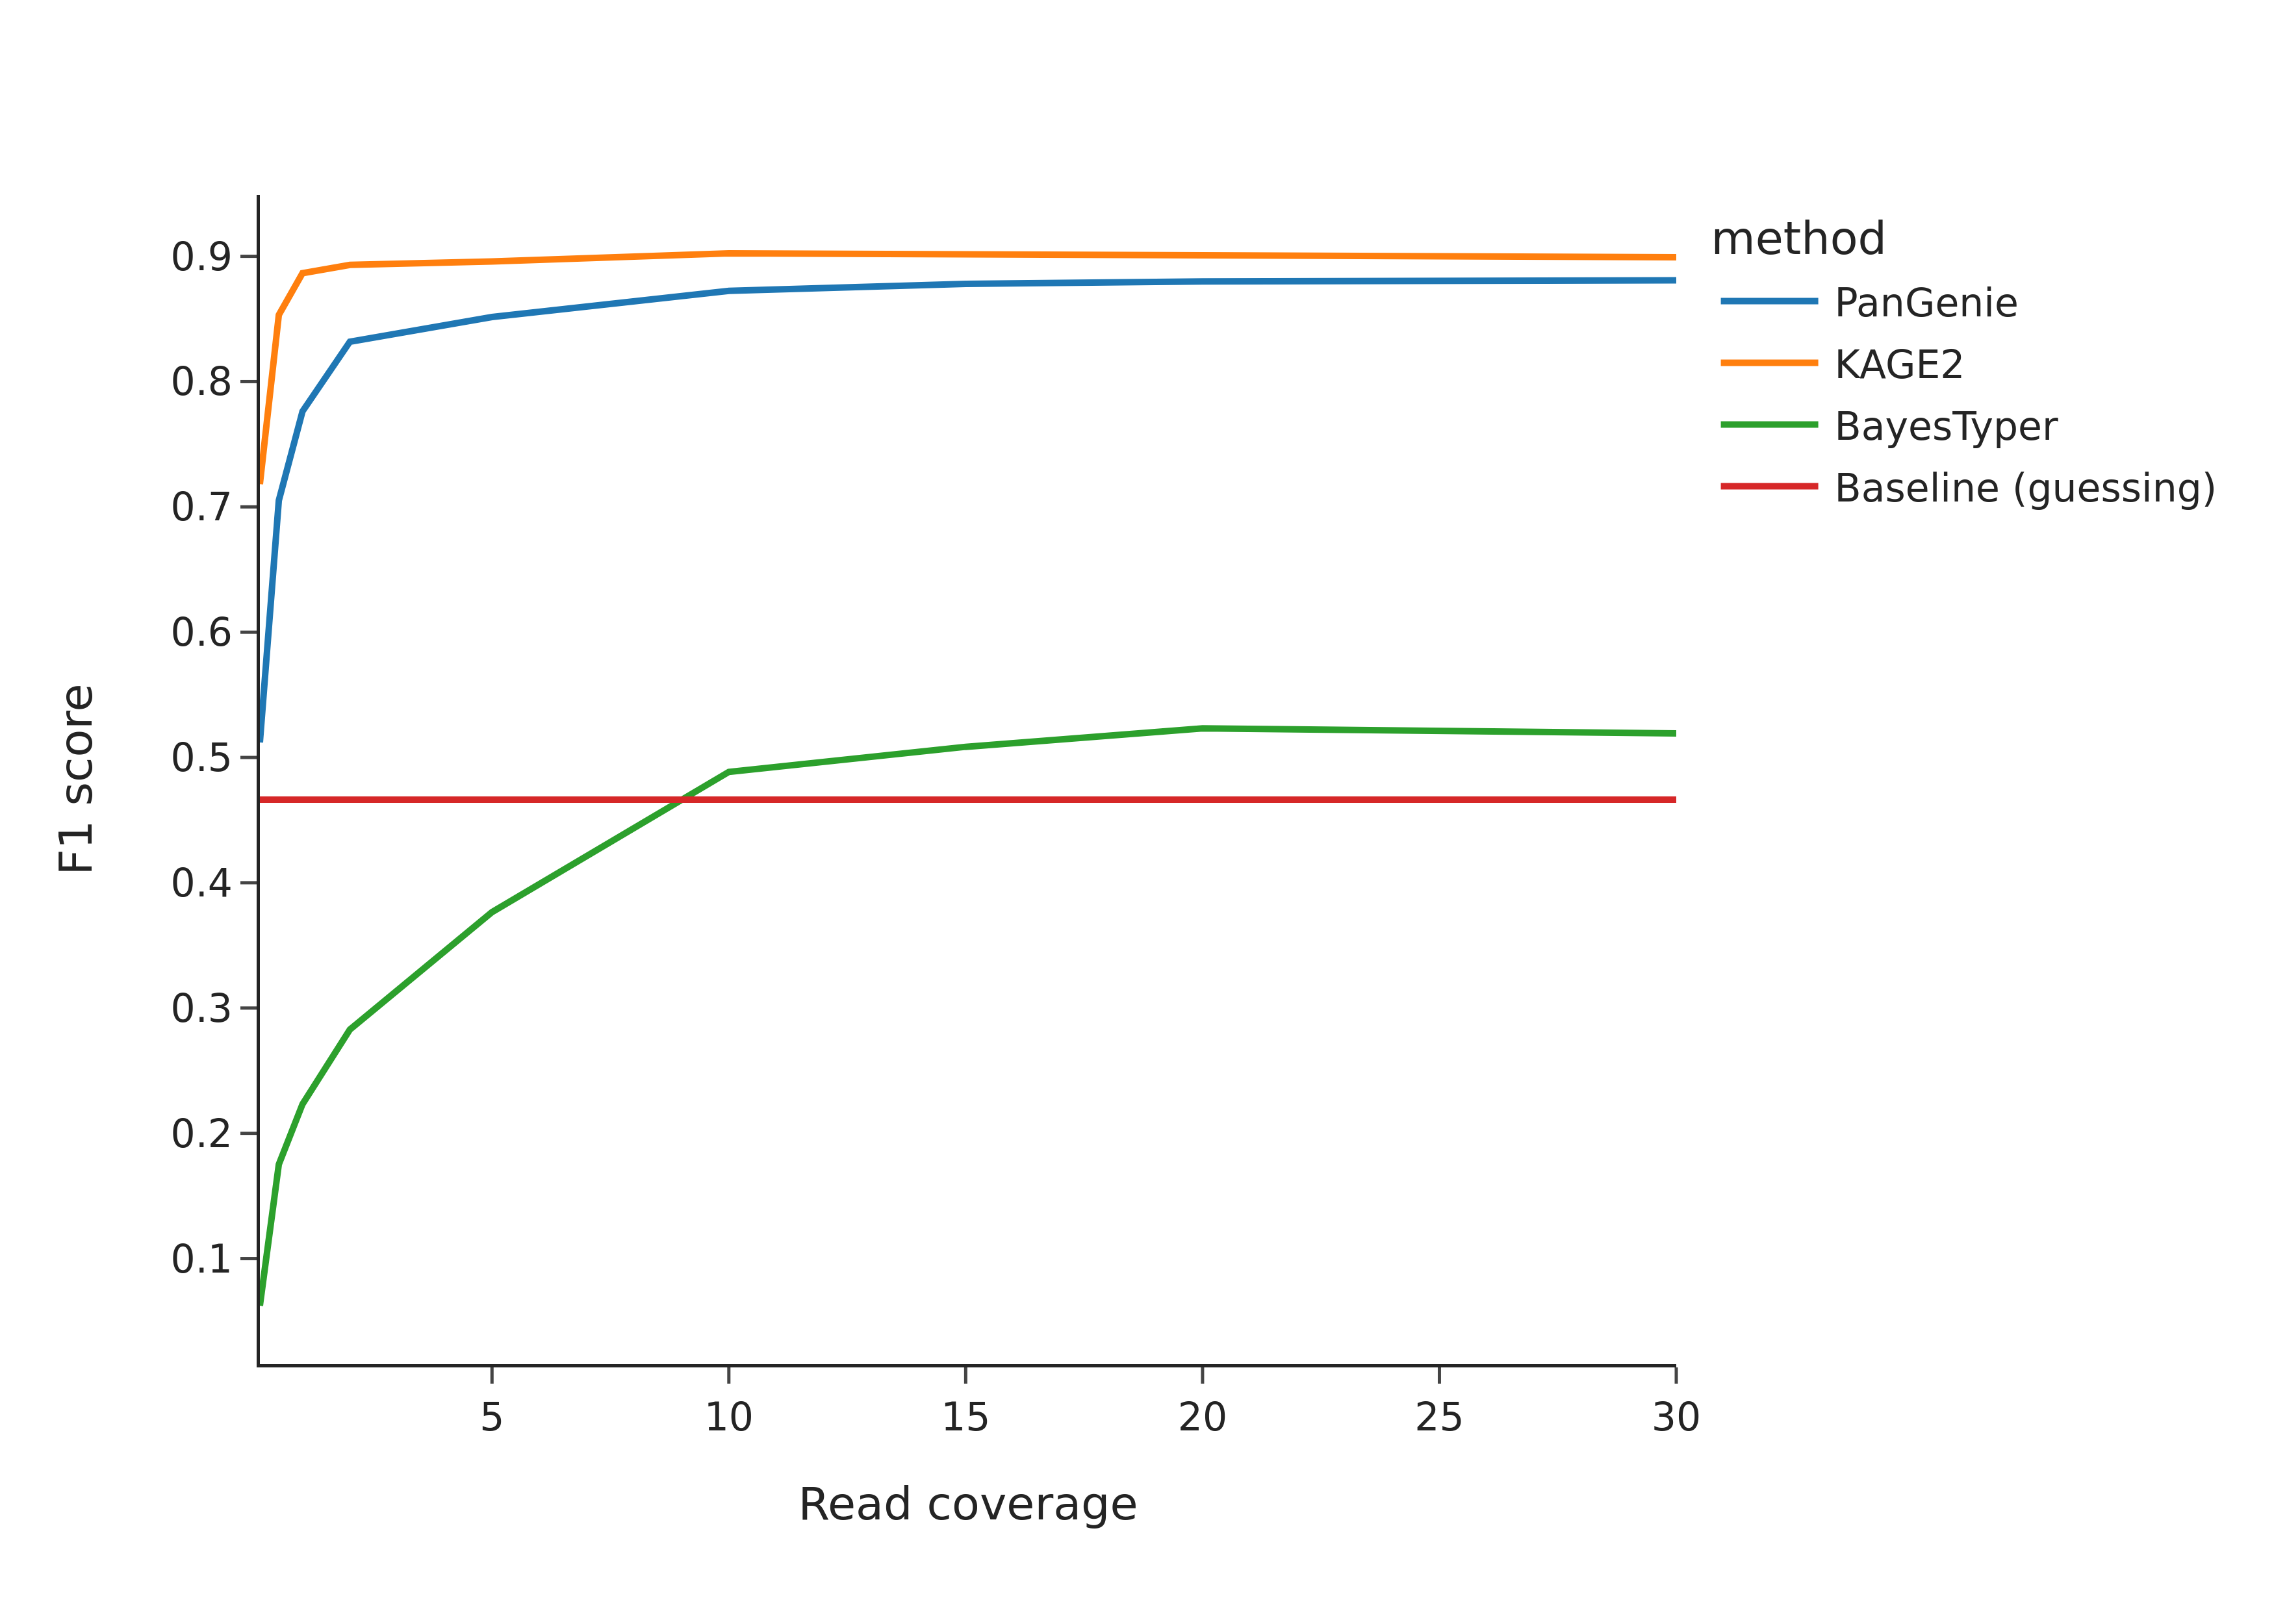 F1 score
0.9
0.8
0.7
0.6
0.5
0.4
0.3
0.2
0.1
5
10
15
20
25
30
Read coverage
method
PanGenie
KAGE2
BayesTyper
Baseline (guessing)